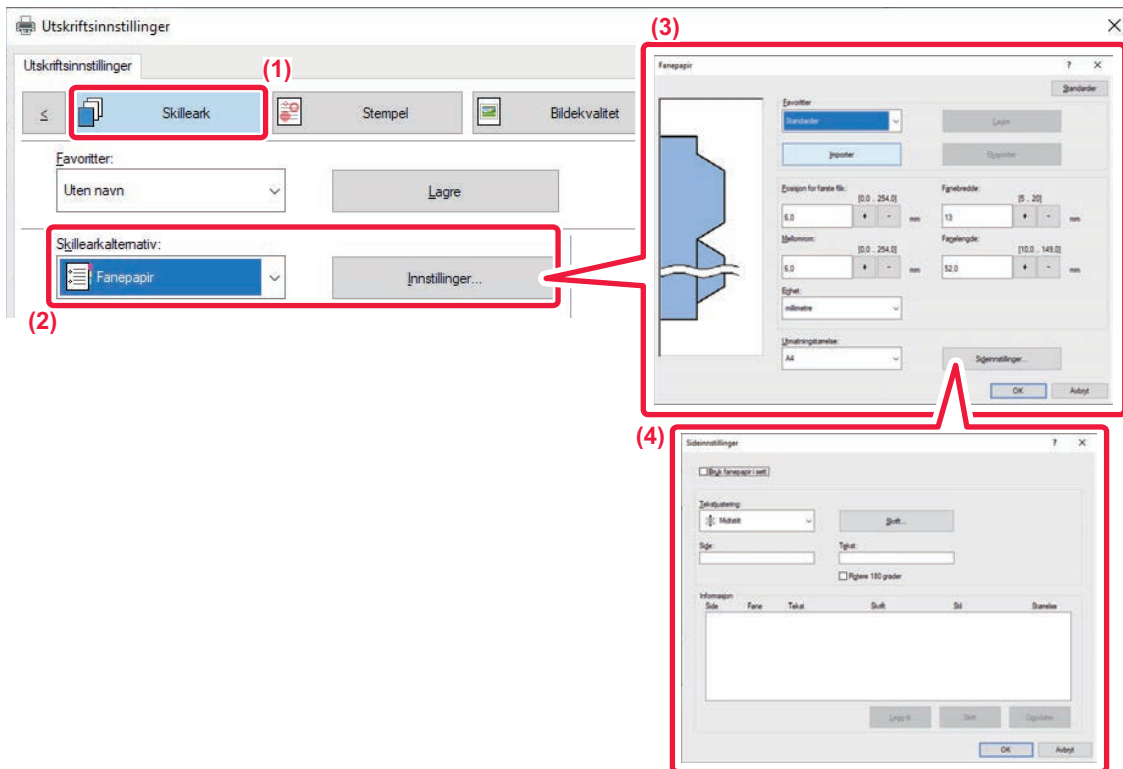 Utskriftsinnstillinger
Utskriftsinnstillinger
(1)
≤ Skilleark Stempel Bildekvalitet
Favoritter:
Uten navn Lagre
Skillearkalternativ:
Fanepapir Innstillinger...
(2)
(3)
Fanepapir ? ×
Standarder
Favoritter
Standarder Lagre
Importer Eksporter
Posisjon for første flik: Fanebredde:
[0,0 .. 254,0] [5 .. 20]
6,0 + - mm 13 + - mm
Mellomrom: Fanelengde:
[0,0 .. 254,0] [10,0 .. 149,0]
6,0 + - mm 52,0 + - mm
Enhet:
millimetre
Utmatningstørrelse:
A4 Sideinnstillinger...
OK Avbryt
(4)
Sideinnstillinger ? ×
Bruk fanepapir i sett
Tekstjustering:
Midtstilt Skrift...
Side: Tekst:
Rotere 180 grader
Informasjon
Side Fane Tekst Skrift Stil Størrelse
Legg til Slett Oppdater
OK Avbryt